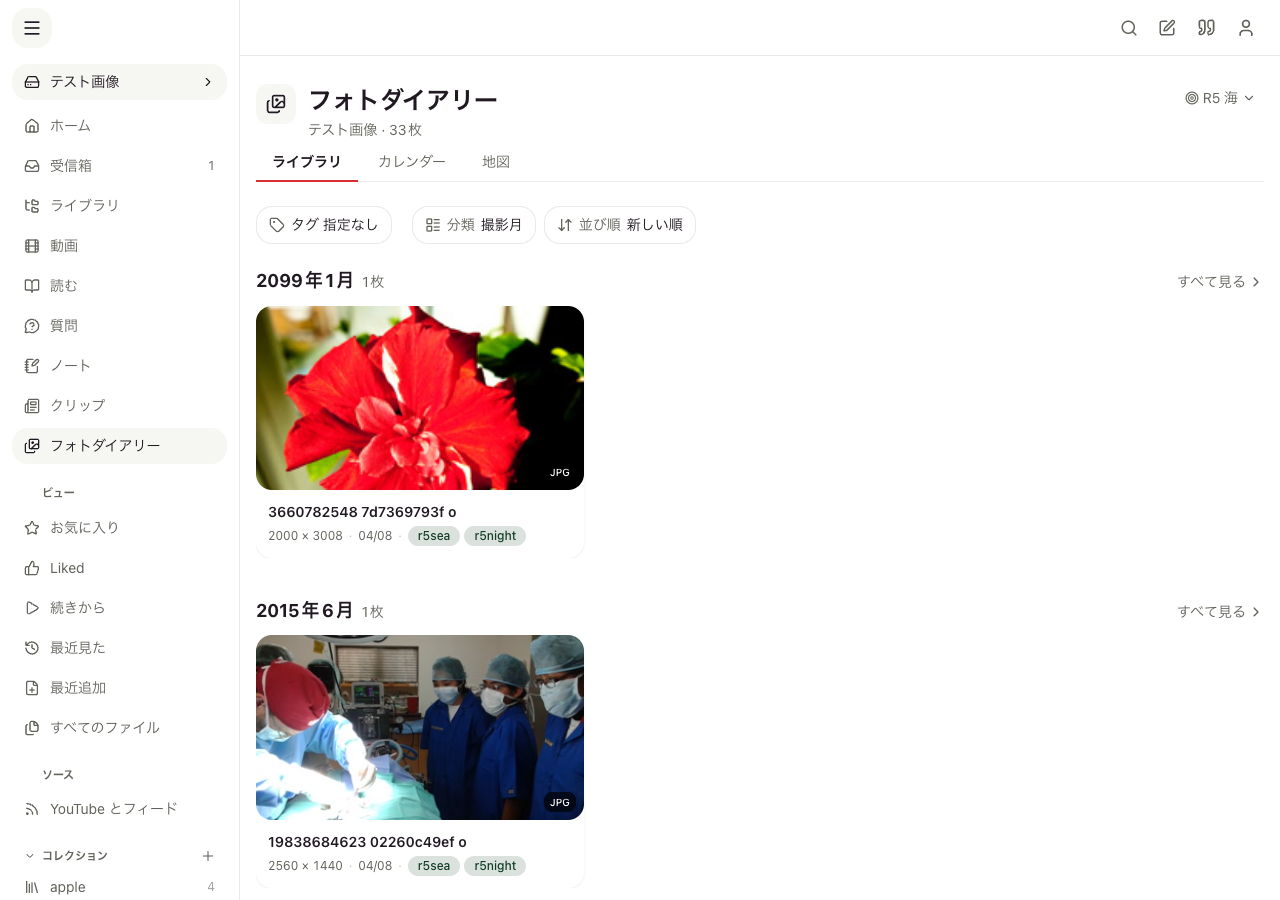 テスト画像
ホーム
受信箱 1
ライブラリ
動画
読む
質問
ノート
クリップ
フォトダイアリー
ビュー
お気に入り
Liked
続きから
最近見た
最近追加
すべてのファイル
ソース
YouTube とフィード
コレクション
apple 4
フォトダイアリー
テスト画像 · 33枚
R5 海
ライブラリ カレンダー 地図
タグ 指定なし 分類 撮影月 並び順 新しい順
2099年1月 1枚 すべて見る
JPG
3660782548 7d7369793f o
2000 × 3008 · 04/08 · r5sea r5night
2015年6月 1枚 すべて見る
JPG
19838684623 02260c49ef o
2560 × 1440 · 04/08 · r5sea r5night